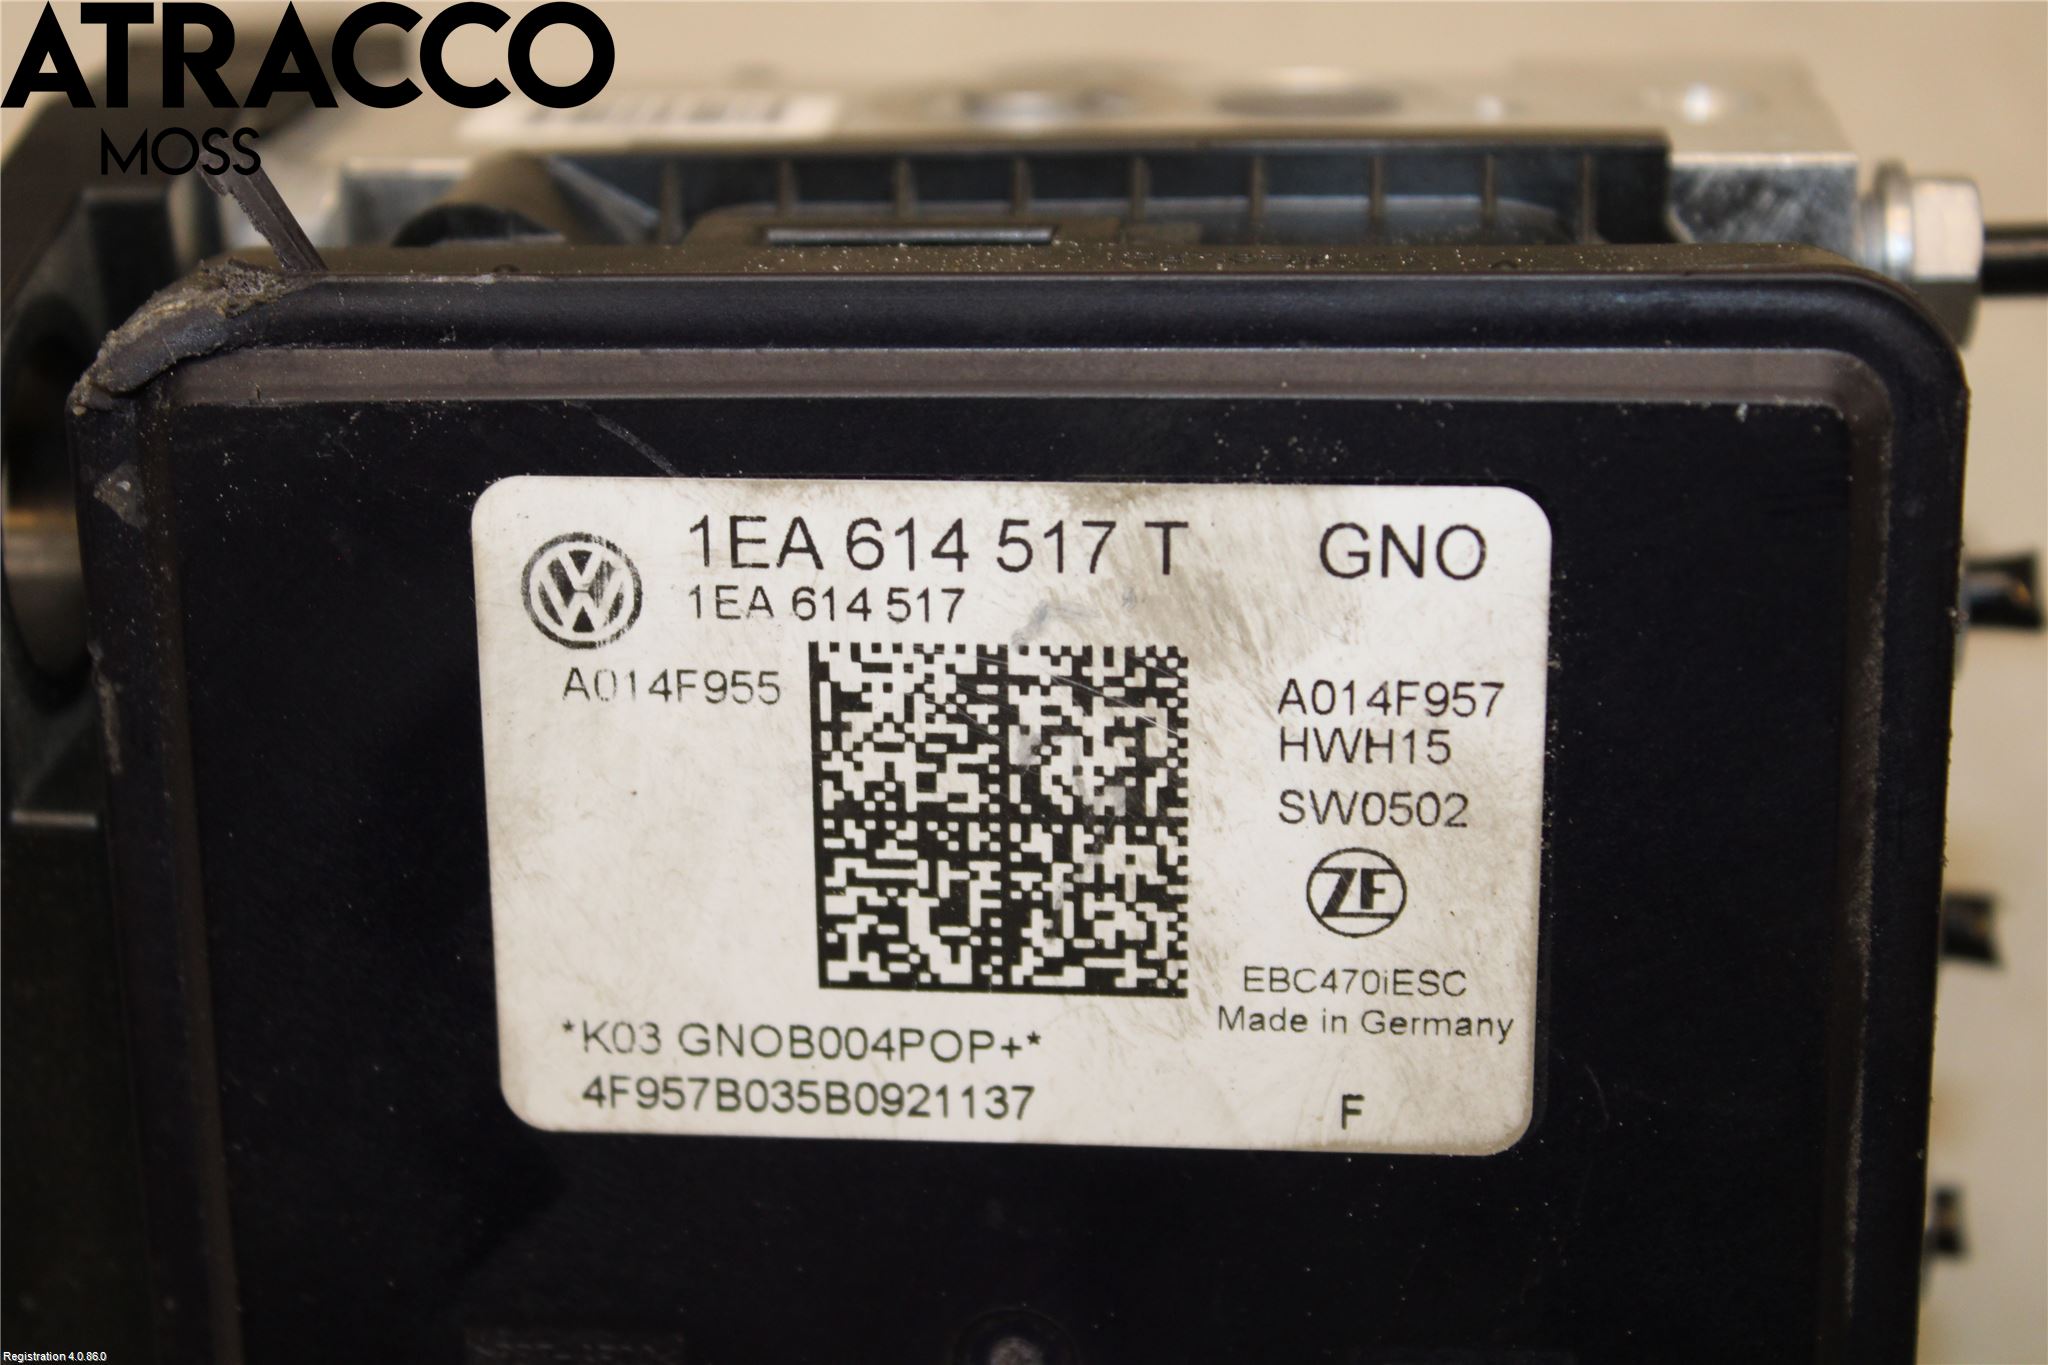 ATRACCO
MOSS
1EA 614 517 T GNO
1EA 614 517
A014F955
A014F957
HWH15
SW0502
ZF
EBC470iESC
Made in Germany
*K03 GNOB004POP+*
4F957B035B0921137
F
Registration 4.0.86.0